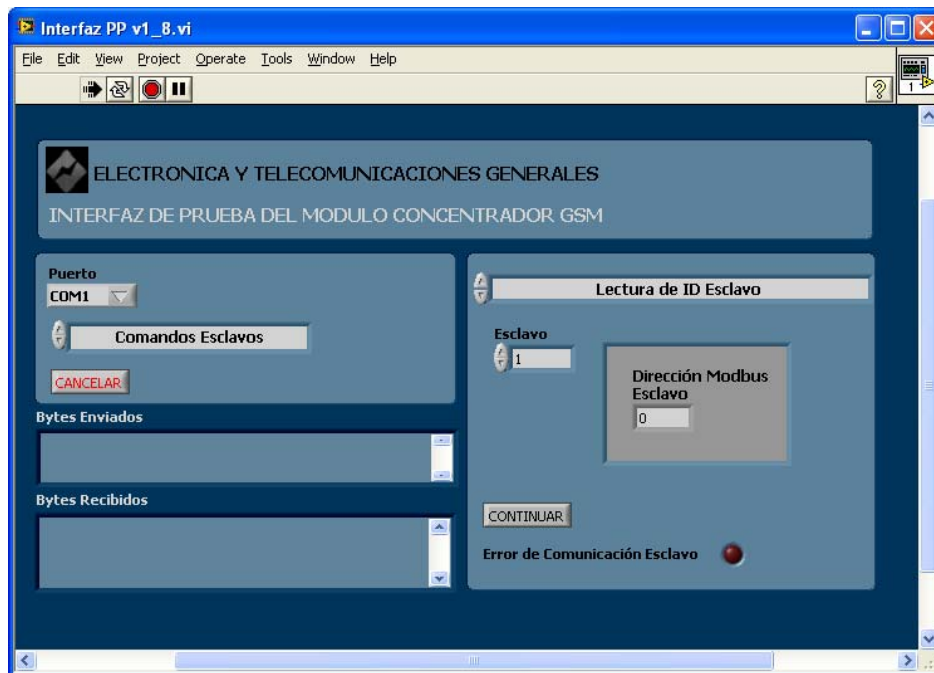 Interfaz PP v1_8.vi
File Edit View Project Operate Tools Window Help
1
ELECTRONICA Y TELECOMUNICACIONES GENERALES
INTERFAZ DE PRUEBA DEL MODULO CONCENTRADOR GSM
Puerto
COM1
Comandos Esclavos
CANCELAR
Bytes Enviados
Bytes Recibidos
Lectura de ID Esclavo
Esclavo
1
Dirección Modbus
Esclavo
0
CONTINUAR
Error de Comunicación Esclavo